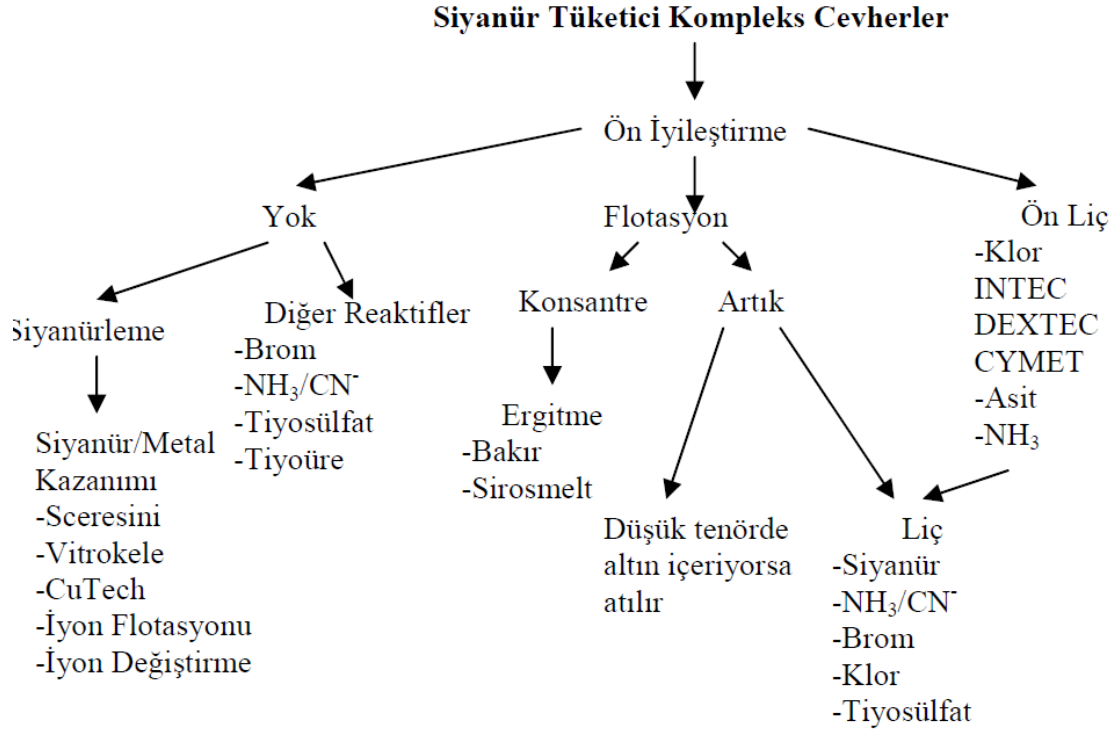 Siyanür Tüketici Kompleks Cevherler
Ön İyileştirme
Yok
Flotasyon
Ön Liç
-Klor
INTEC
DEXTEC
CYMET
-Asit
-NH₃
Siyanürleme
Diğer Reaktifler
-Brom
-NH₃/CN⁻
-Tiyosülfat
-Tiyoüre
Konsantre
Artık
Siyanür/Metal
Kazanımı
-Sceresini
-Vitrokele
-CuTech
-İyon Flotasyonu
-İyon Değiştirme
Ergitme
-Bakır
-Sirosmelt
Düşük tenörde
altın içeriyorsa
atılır
Liç
-Siyanür
-NH₃/CN⁻
-Brom
-Klor
-Tiyosülfat